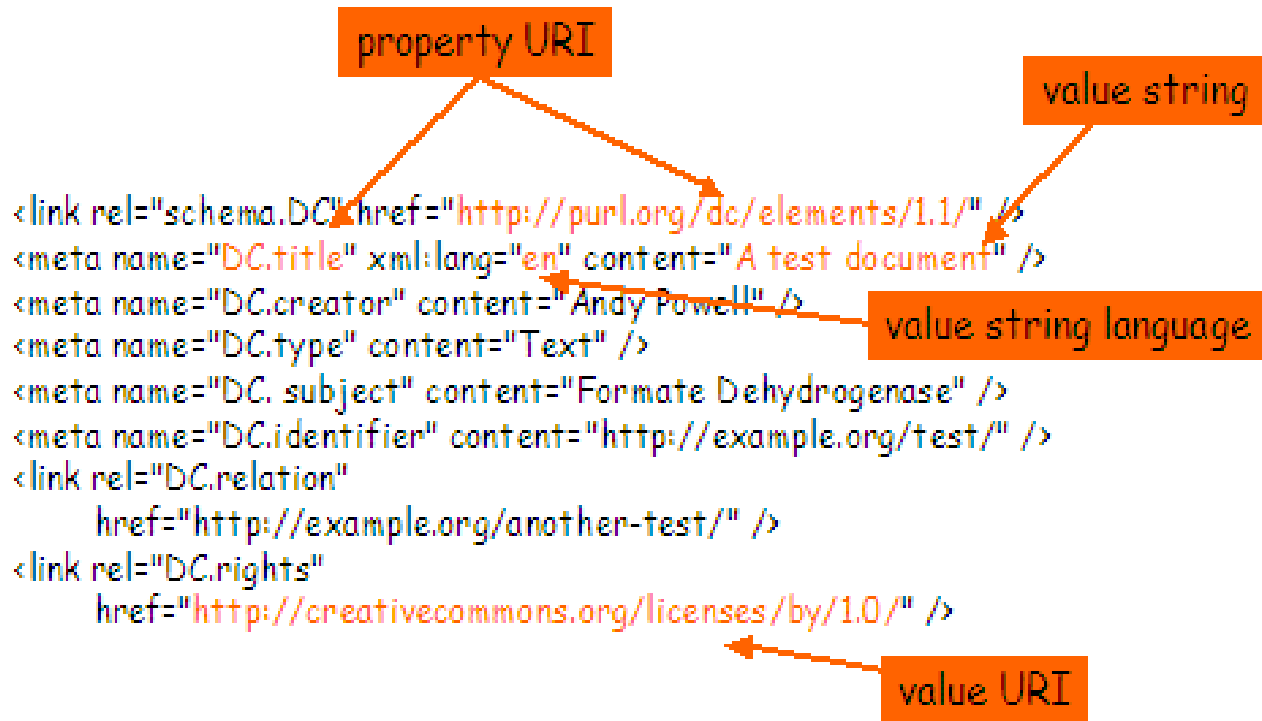 property URI
value string
<link rel="schema.DC" href="http://purl.org/dc/elements/1.1/" />
<meta name="DC.title" xml:lang="en" content="A test document" />
<meta name="DC.creator" content="Andy Powell" />
value string language
<meta name="DC.type" content="Text" />
<meta name="DC. subject" content="Formate Dehydrogenase" />
<meta name="DC.identifier" content="http://example.org/test/" />
<link rel="DC.relation"
href="http://example.org/another-test/" />
<link rel="DC.rights"
href="http://creativecommons.org/licenses/by/1.0/" />
value URI